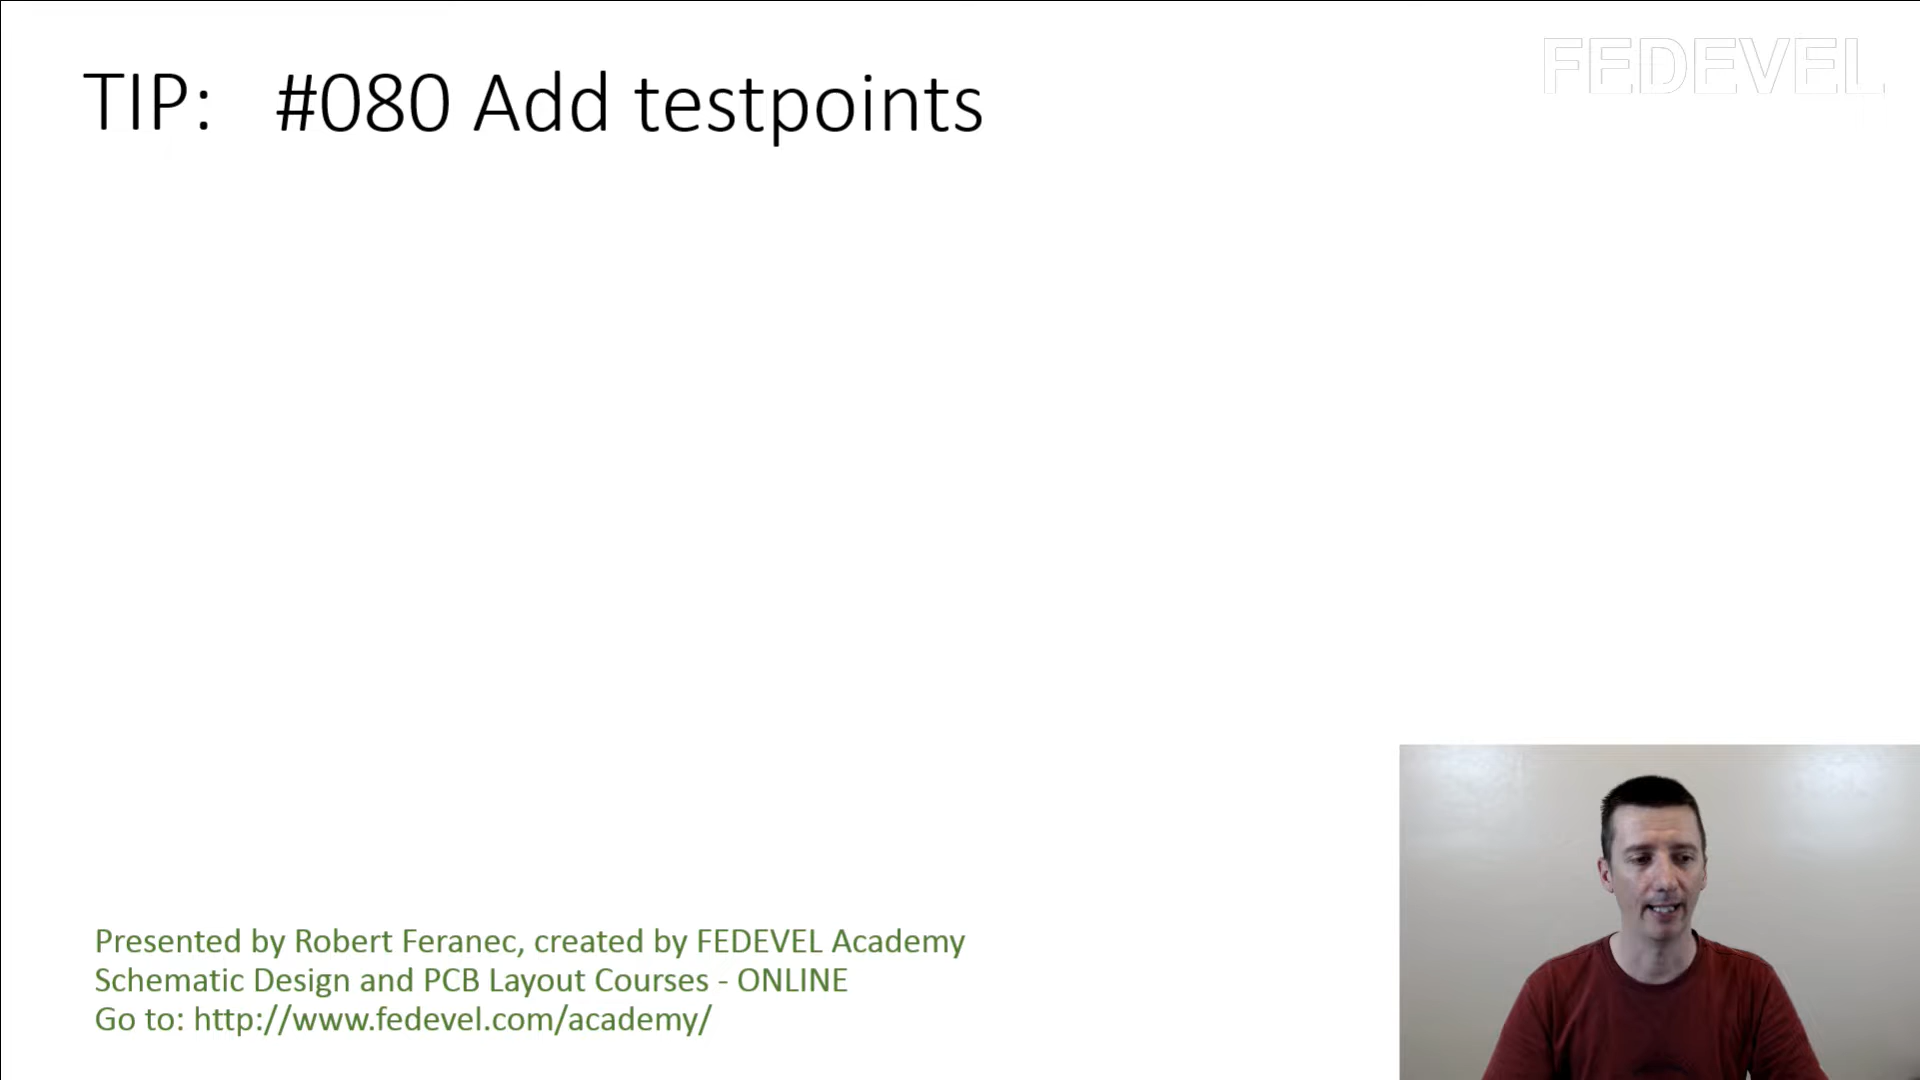 TIP: #080 Add testpoints
FEDEVEL
Presented by Robert Feranec, created by FEDEVEL Academy
Schematic Design and PCB Layout Courses - ONLINE
Go to: http://www.fedevel.com/academy/